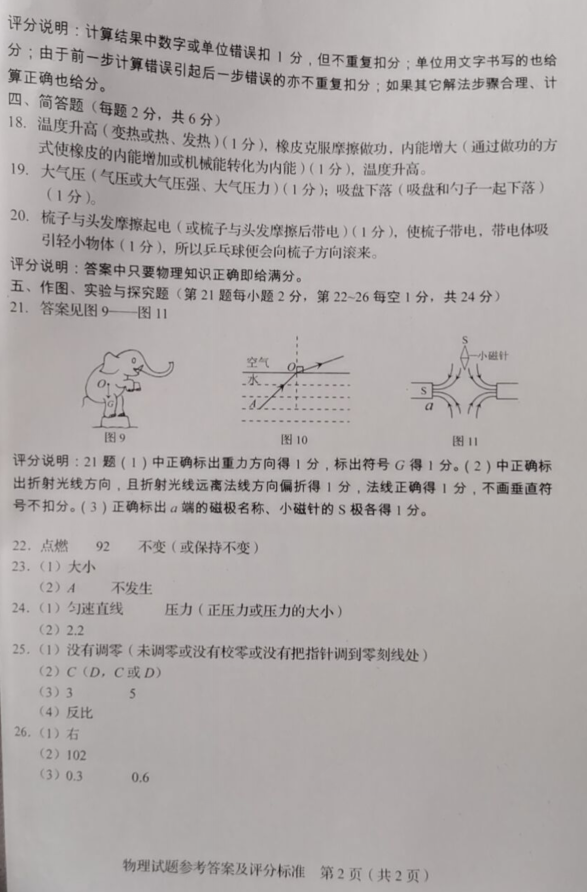 评分说明：计算结果中数字或单位错误扣 1 分，但不重复扣分；单位用文字书写的也给
分；由于前一步计算错误引起后一步错误的亦不重复扣分；如果其它解法步骤合理、计
算正确也给分。
四、简答题（每题 2 分，共 6 分）
18. 温度升高（变热或热、发热）（1 分），橡皮克服摩擦做功，内能增大（通过做功的方
式使橡皮的内能增加或机械能转化为内能）（1 分），温度升高。
19. 大气压（气压或大气压强、大气压力）（1 分）；吸盘下落（吸盘和勺子一起下落）
（1 分）。
20. 梳子与头发摩擦起电（或梳子与头发摩擦后带电）（1 分），使梳子带电，带电体吸
引轻小物体（1 分），所以乒乓球便会向梳子方向滚来。
评分说明：答案中只要物理知识正确即给满分。
五、作图、实验与探究题（第 21 题每小题 2 分，第 22~26 每空 1 分，共 24 分）
21. 答案见图 9——图 11
O
G
图 9
空气
水
O
A
图 10
S
小磁针
S
a
图 11
评分说明：21 题（1）中正确标出重力方向得 1 分，标出符号 G 得 1 分。（2）中正确标
出折射光线方向，且折射光线远离法线方向偏折得 1 分，法线正确得 1 分，不画垂直符
号不扣分。（3）正确标出 a 端的磁极名称、小磁针的 S 极各得 1 分。
22. 点燃 92 不变（或保持不变）
23.（1）大小
（2）A 不发生
24.（1）匀速直线 压力（正压力或压力的大小）
（2）2.2
25.（1）没有调零（未调零或没有校零或没有把指针调到零刻线处）
（2）C（D，C 或 D）
（3）3 5
（4）反比
26.（1）右
（2）102
（3）0.3 0.6
物理试题参考答案及评分标准 第 2 页（共 2 页）